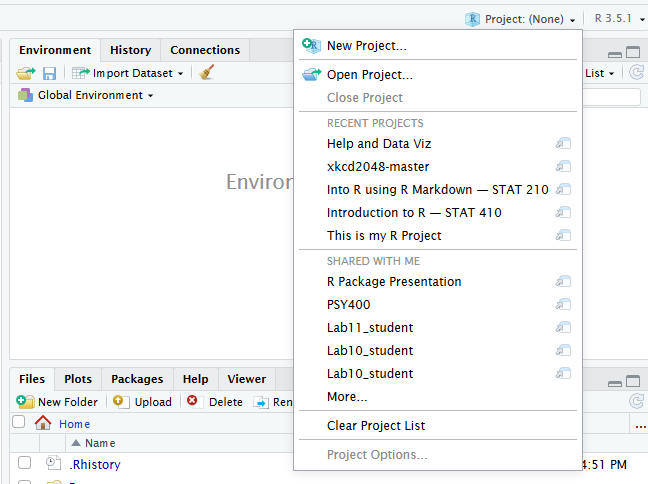 Project: (None)
R 3.5.1
Environment
History
Connections
Import Dataset
List
Global Environment
Environ
New Project...
Open Project...
Close Project
RECENT PROJECTS
Help and Data Viz
xkcd2048-master
Into R using R Markdown — STAT 210
Introduction to R — STAT 410
This is my R Project
SHARED WITH ME
R Package Presentation
PSY400
Lab11_student
Lab10_student
Lab10_student
More...
Clear Project List
Project Options...
Files
Plots
Packages
Help
Viewer
New Folder
Upload
Delete
Ren
Home
...
Name
.Rhistory
4:51 PM